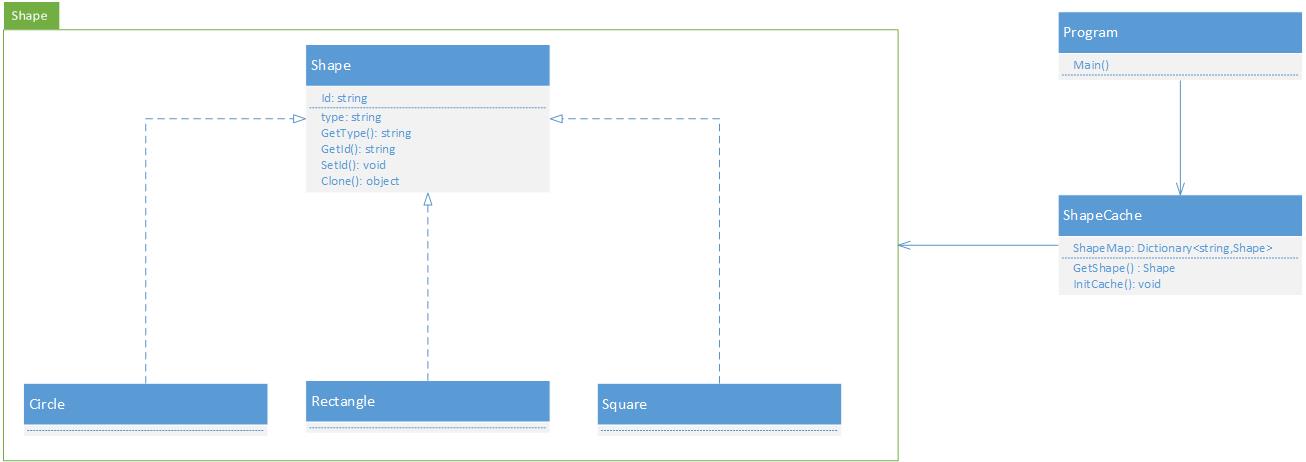 Shape
Shape
Id: string
type: string
GetType(): string
GetId(): string
SetId(): void
Clone(): object
Circle
Rectangle
Square
Program
Main()
ShapeCache
ShapeMap: Dictionary<string,Shape>
GetShape() : Shape
InitCache(): void